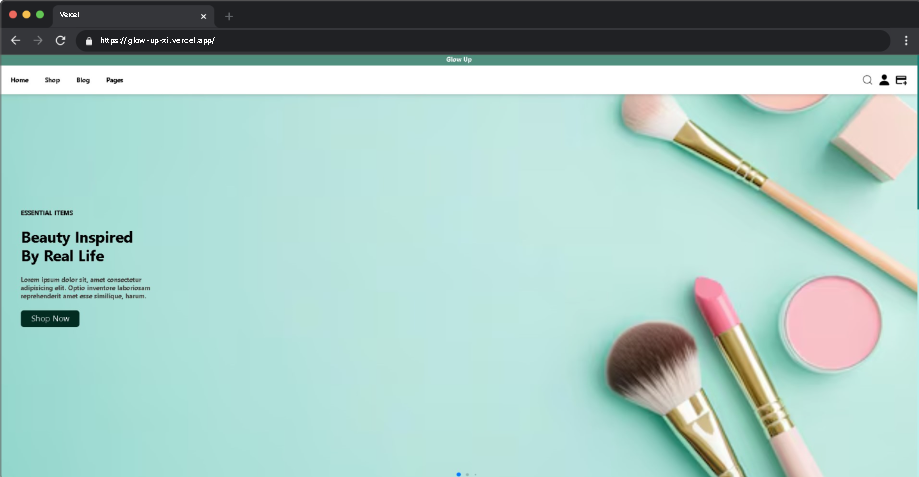 Vercel
https://glow-up-xi.vercel.app/
Glow Up
Home Shop Blog Pages
ESSENTIAL ITEMS
Beauty Inspired
By Real Life
Lorem ipsum dolor sit, amet consectetur
adipisicing elit. Optio inventore laboriosam
reprehenderit amet esse similique, harum.
Shop Now